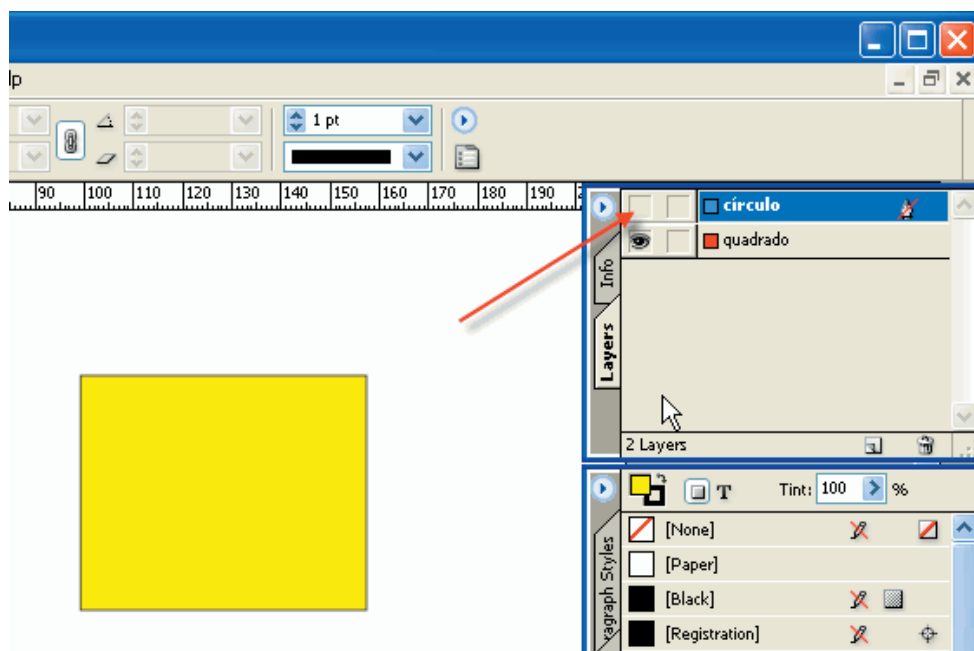 lp
1 pt
90 100 110 120 130 140 150 160 170 180 190
círculo
quadrado
Info
Layers
2 Layers
Tint: 100 %
[None]
[Paper]
[Black]
[Registration]
ragraph Styles